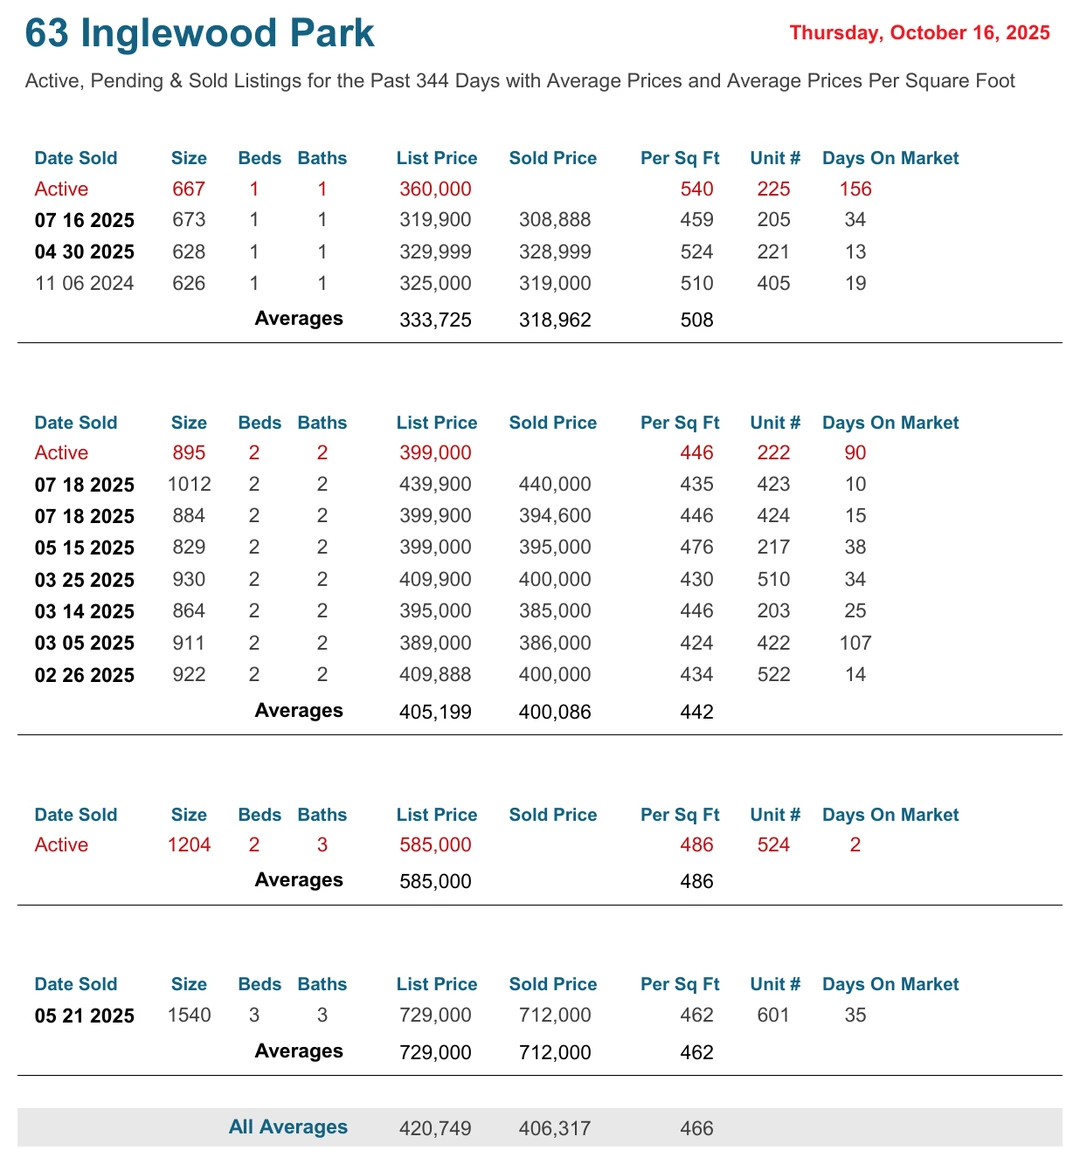 63 Inglewood Park
Thursday, October 16, 2025
Active, Pending & Sold Listings for the Past 344 Days with Average Prices and Average Prices Per Square Foot
Date Sold Size Beds Baths List Price Sold Price Per Sq Ft Unit # Days On Market
Active 667 1 1 360,000 540 225 156
07 16 2025 673 1 1 319,900 308,888 459 205 34
04 30 2025 628 1 1 329,999 328,999 524 221 13
11 06 2024 626 1 1 325,000 319,000 510 405 19
Averages 333,725 318,962 508
Date Sold Size Beds Baths List Price Sold Price Per Sq Ft Unit # Days On Market
Active 895 2 2 399,000 446 222 90
07 18 2025 1012 2 2 439,900 440,000 435 423 10
07 18 2025 884 2 2 399,900 394,600 446 424 15
05 15 2025 829 2 2 399,000 395,000 476 217 38
03 25 2025 930 2 2 409,900 400,000 430 510 34
03 14 2025 864 2 2 395,000 385,000 446 203 25
03 05 2025 911 2 2 389,000 386,000 424 422 107
02 26 2025 922 2 2 409,888 400,000 434 522 14
Averages 405,199 400,086 442
Date Sold Size Beds Baths List Price Sold Price Per Sq Ft Unit # Days On Market
Active 1204 2 3 585,000 486 524 2
Averages 585,000 486
Date Sold Size Beds Baths List Price Sold Price Per Sq Ft Unit # Days On Market
05 21 2025 1540 3 3 729,000 712,000 462 601 35
Averages 729,000 712,000 462
All Averages 420,749 406,317 466